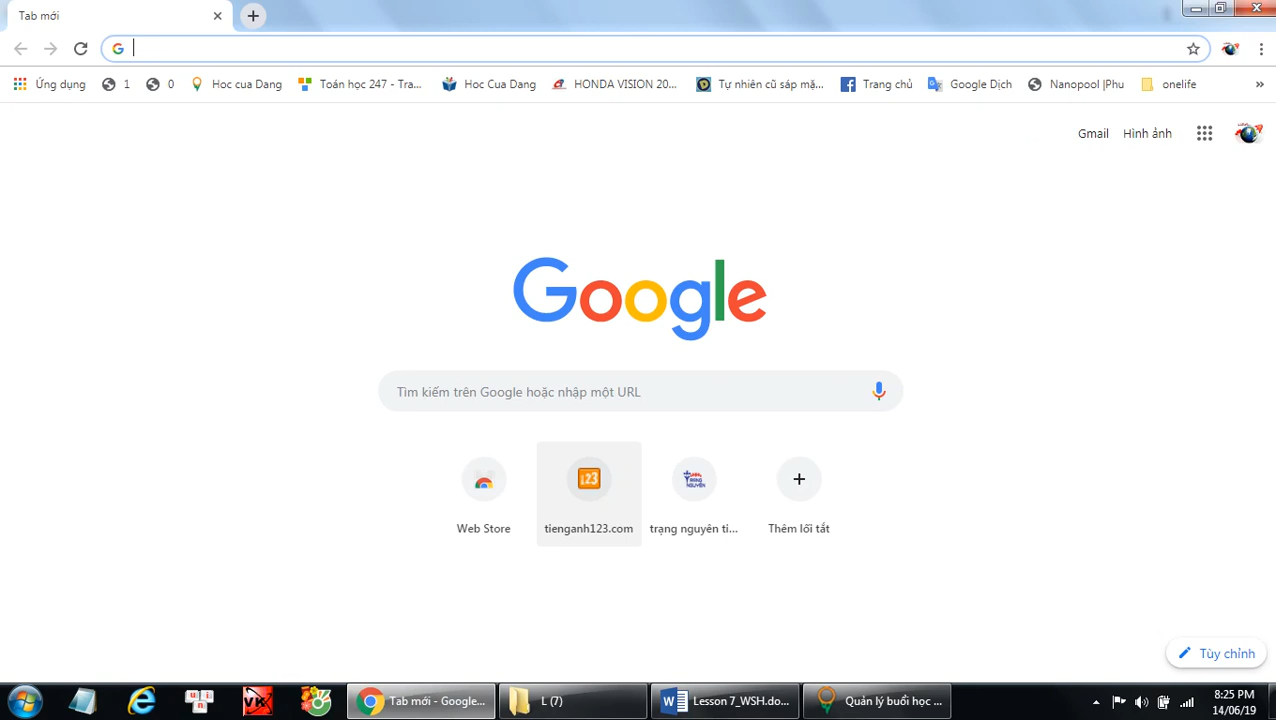 Tab mới
Ứng dụng 1 0 Hoc cua Dang Toán học 247 - Tra... Hoc Cua Dang HONDA VISION 20... Tự nhiên cũ sáp mặ... Trang chủ Google Dịch Nanopool |Phu onelife »
Gmail Hình ảnh
Google
Tìm kiếm trên Google hoặc nhập một URL
123
Web Store tienganh123.com trạng nguyên ti... Thêm lối tắt
Tùy chỉnh
Tab mới - Google... L (7) Lesson 7_WSH.do... Quản lý buổi học ... 8:25 PM
14/06/19